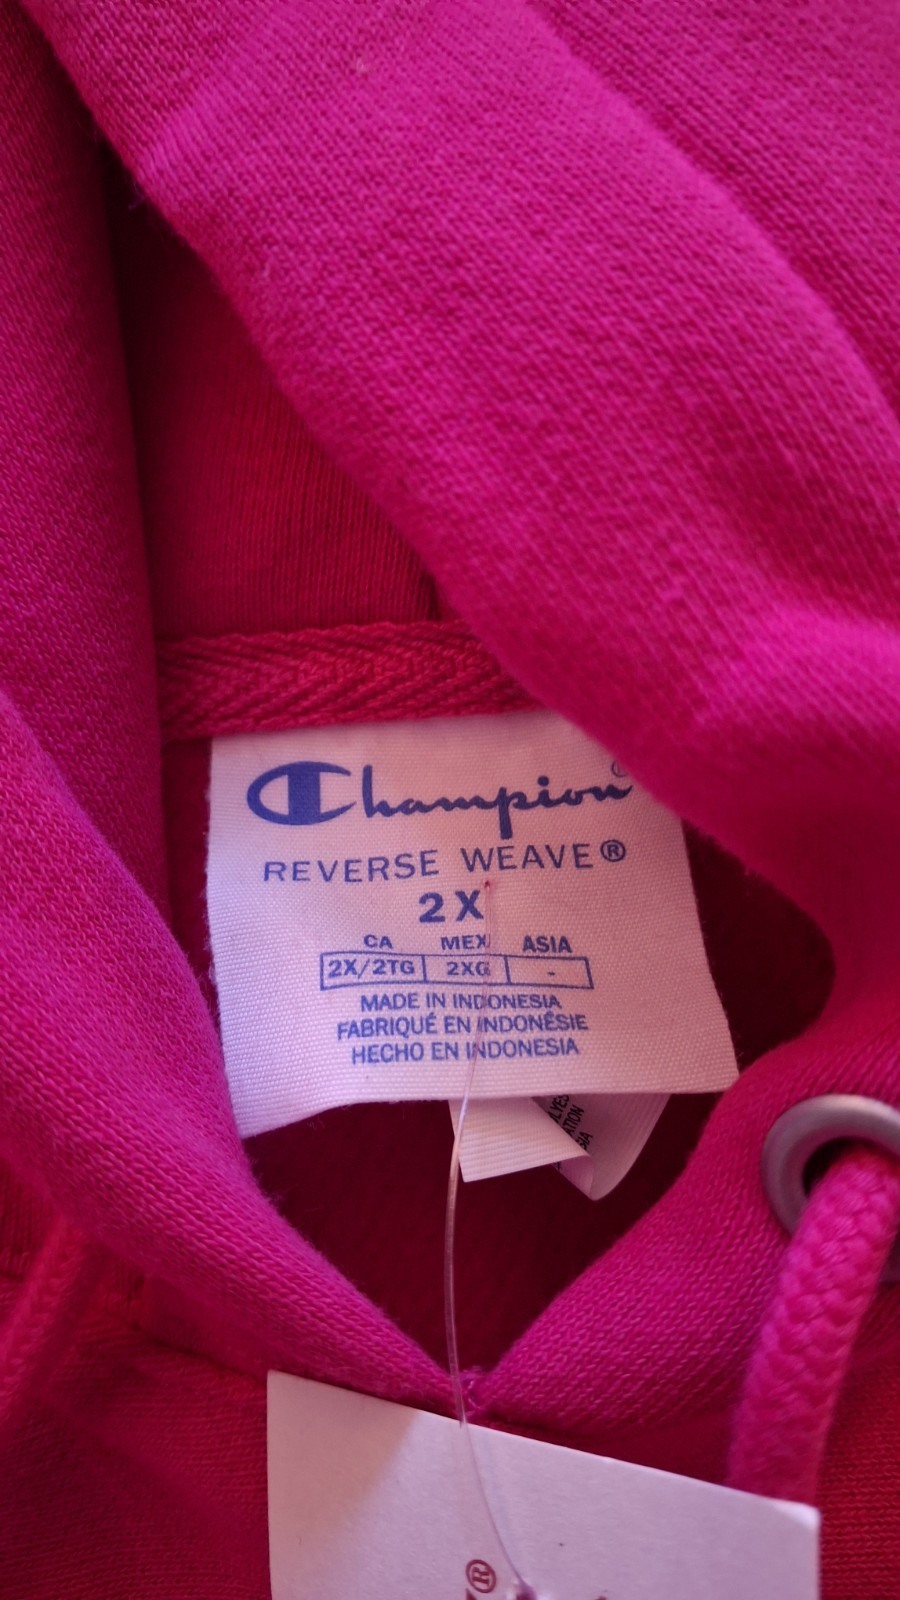 Champion
REVERSE WEAVE®
2X
CA MEX ASIA
2X/2TG 2XG -
MADE IN INDONESIA
FABRIQUÉ EN INDONÉSIE
HECHO EN INDONESIA
®